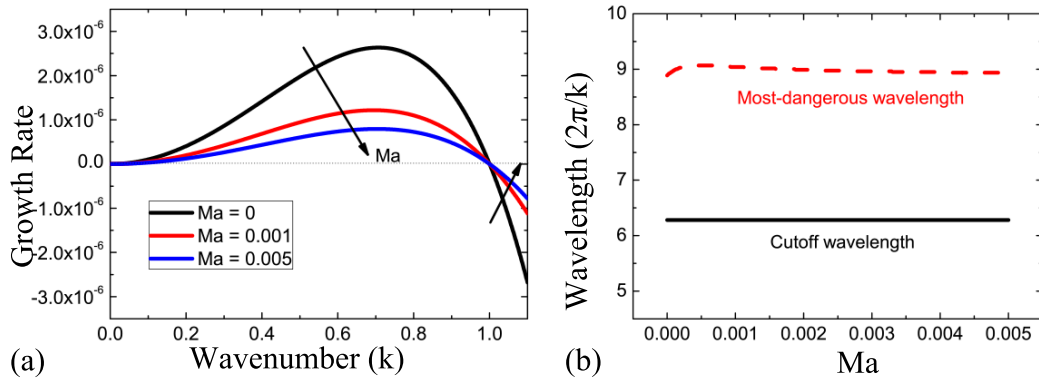 3.0x10⁻⁶
2.0x10⁻⁶
1.0x10⁻⁶
0.0
-1.0x10⁻⁶
-2.0x10⁻⁶
-3.0x10⁻⁶
Growth Rate
Ma
Ma = 0
Ma = 0.001
Ma = 0.005
0.0 0.2 0.4 0.6 0.8 1.0
Wavenumber (k)
(a)
10
9
8
7
6
5
Wavelength (2π/k)
Most-dangerous wavelength
Cutoff wavelength
0.000 0.001 0.002 0.003 0.004 0.005
Ma
(b)